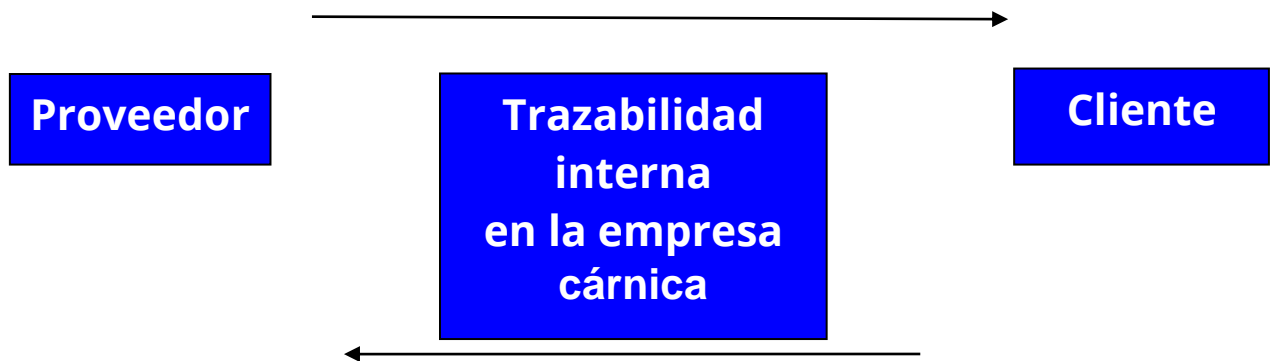 Proveedor
Trazabilidad
interna
en la empresa
cárnica
Cliente